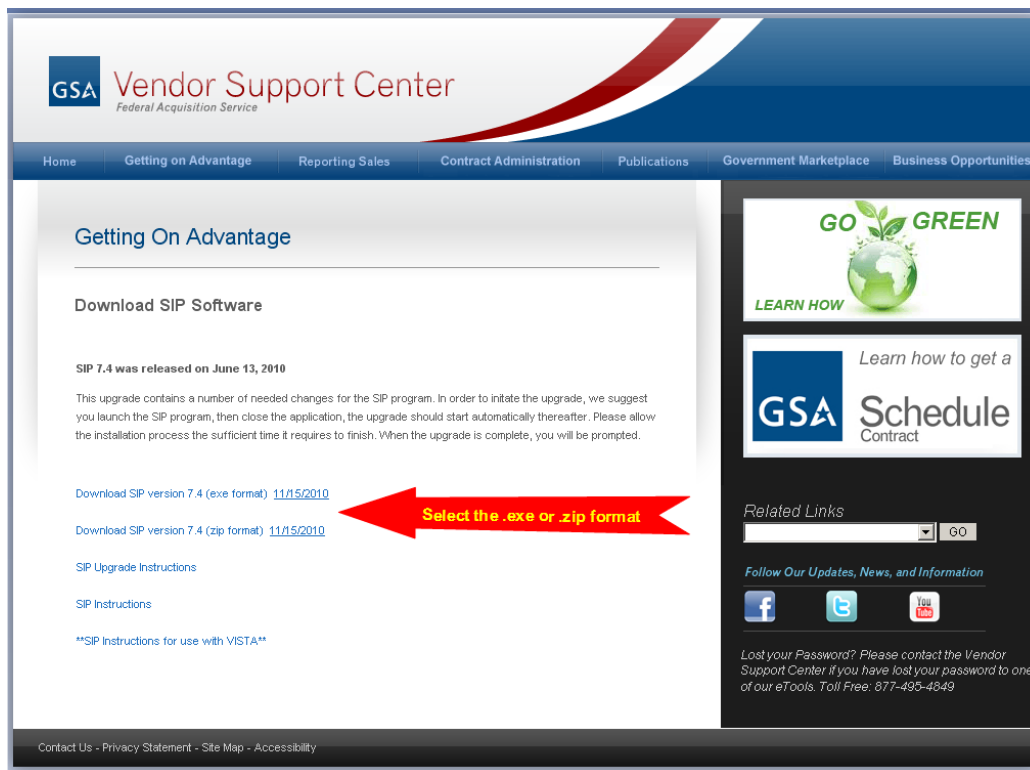 GSA Vendor Support Center
Federal Acquisition Service
Home Getting on Advantage Reporting Sales Contract Administration Publications Government Marketplace Business Opportunities
Getting On Advantage
Download SIP Software
SIP 7.4 was released on June 13, 2010
This upgrade contains a number of needed changes for the SIP program. In order to initate the upgrade, we suggest
you launch the SIP program, then close the application, the upgrade should start automatically thereafter. Please allow
the installation process the sufficient time it requires to finish. When the upgrade is complete, you will be prompted.
Download SIP version 7.4 (exe format) 11/15/2010
Download SIP version 7.4 (zip format) 11/15/2010
Select the .exe or .zip format
SIP Upgrade Instructions
SIP Instructions
**SIP Instructions for use with VISTA**
GO GREEN
LEARN HOW
Learn how to get a
GSA Schedule
Contract
Related Links
GO
Follow Our Updates, News, and Information
f t You Tube
Lost your Password? Please contact the Vendor
Support Center if you have lost your password to one
of our eTools. Toll Free: 877-495-4849
Contact Us - Privacy Statement - Site Map - Accessibility